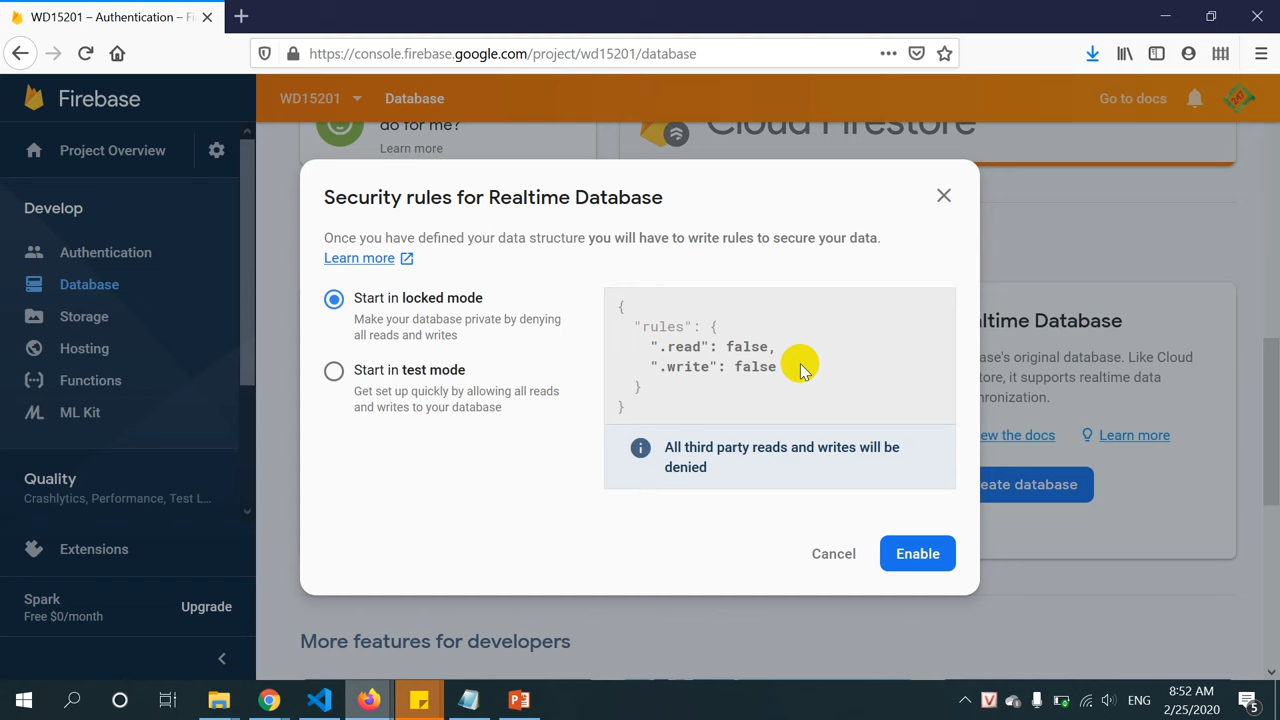 WD15201 – Authentication – Fi
https://console.firebase.google.com/project/wd15201/database
Firebase
WD15201
Database
Go to docs
Project Overview
do for me?
Learn more
Cloud Firestore
Develop
Authentication
Database
Storage
Hosting
Functions
ML Kit
Quality
Crashlytics, Performance, Test L...
Extensions
Spark
Free $0/month
Upgrade
Security rules for Realtime Database
Once you have defined your data structure you will have to write rules to secure your data.
Learn more
Start in locked mode
Make your database private by denying
all reads and writes
Start in test mode
Get set up quickly by allowing all reads
and writes to your database
{
"rules": {
".read": false,
".write": false
}
}
All third party reads and writes will be
denied
Cancel
Enable
ltime Database
ase's original database. Like Cloud
tore, it supports realtime data
hronization.
ew the docs
Learn more
eate database
More features for developers
ENG
8:52 AM
2/25/2020
5